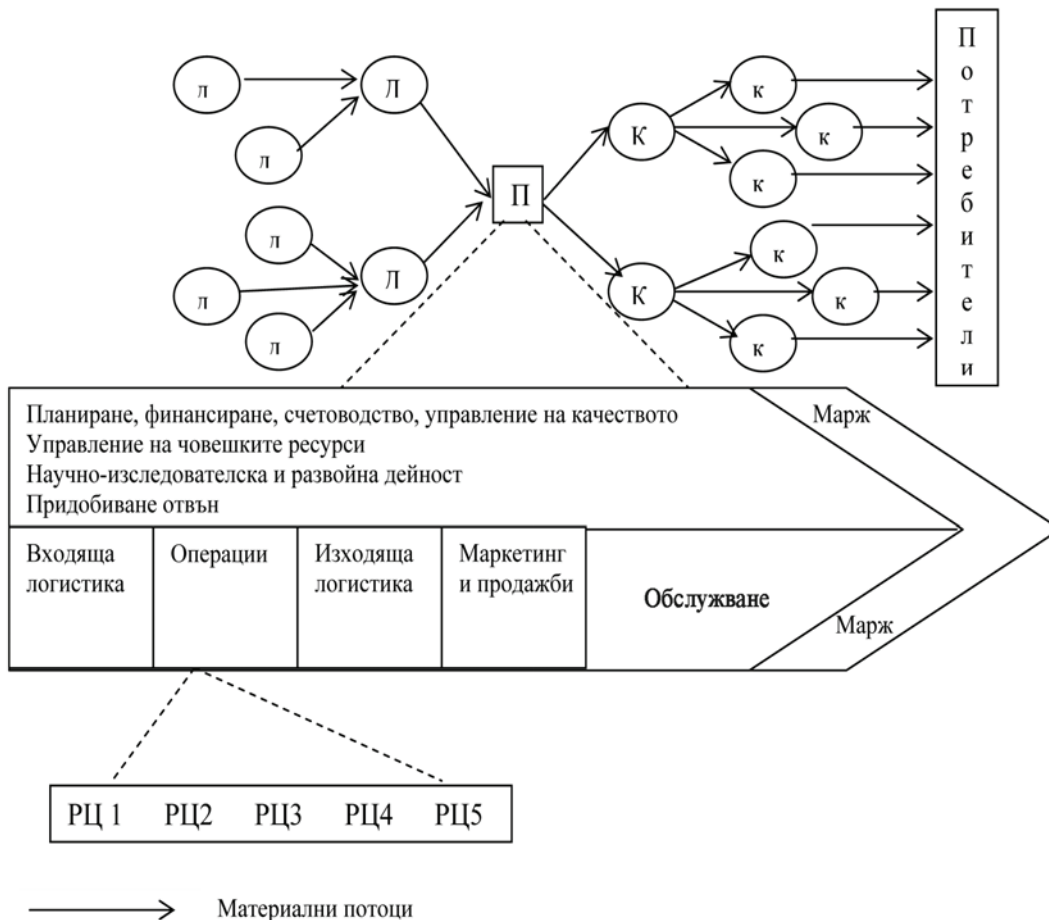 л
Л
л
л
л
Л
л
П
К
к
к
к
К
к
к
к
Потребители
Планиране, финансиране, счетоводство, управление на качеството
Управление на човешките ресурси
Научно-изследователска и развойна дейност
Придобиване отвън
Марж
Входяща
логистика
Операции
Изходяща
логистика
Маркетинг
и продажби
Обслужване
Марж
РЦ 1 РЦ2 РЦ3 РЦ4 РЦ5
Материални потоци